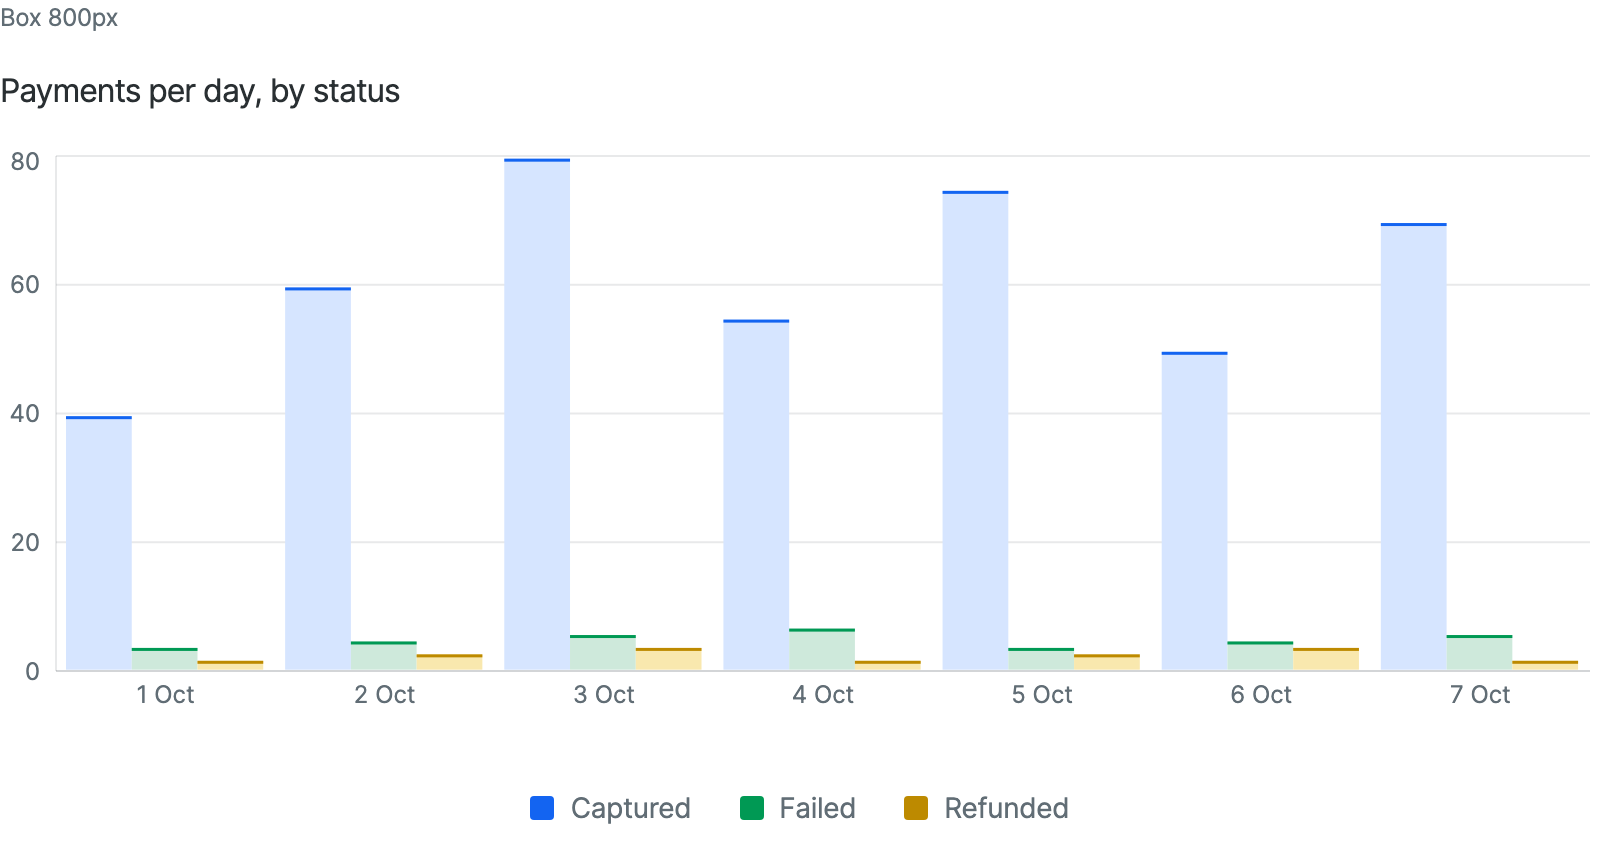 Box 800px
Payments per day, by status
80
60
40
20
0
1 Oct 2 Oct 3 Oct 4 Oct 5 Oct 6 Oct 7 Oct
Captured Failed Refunded